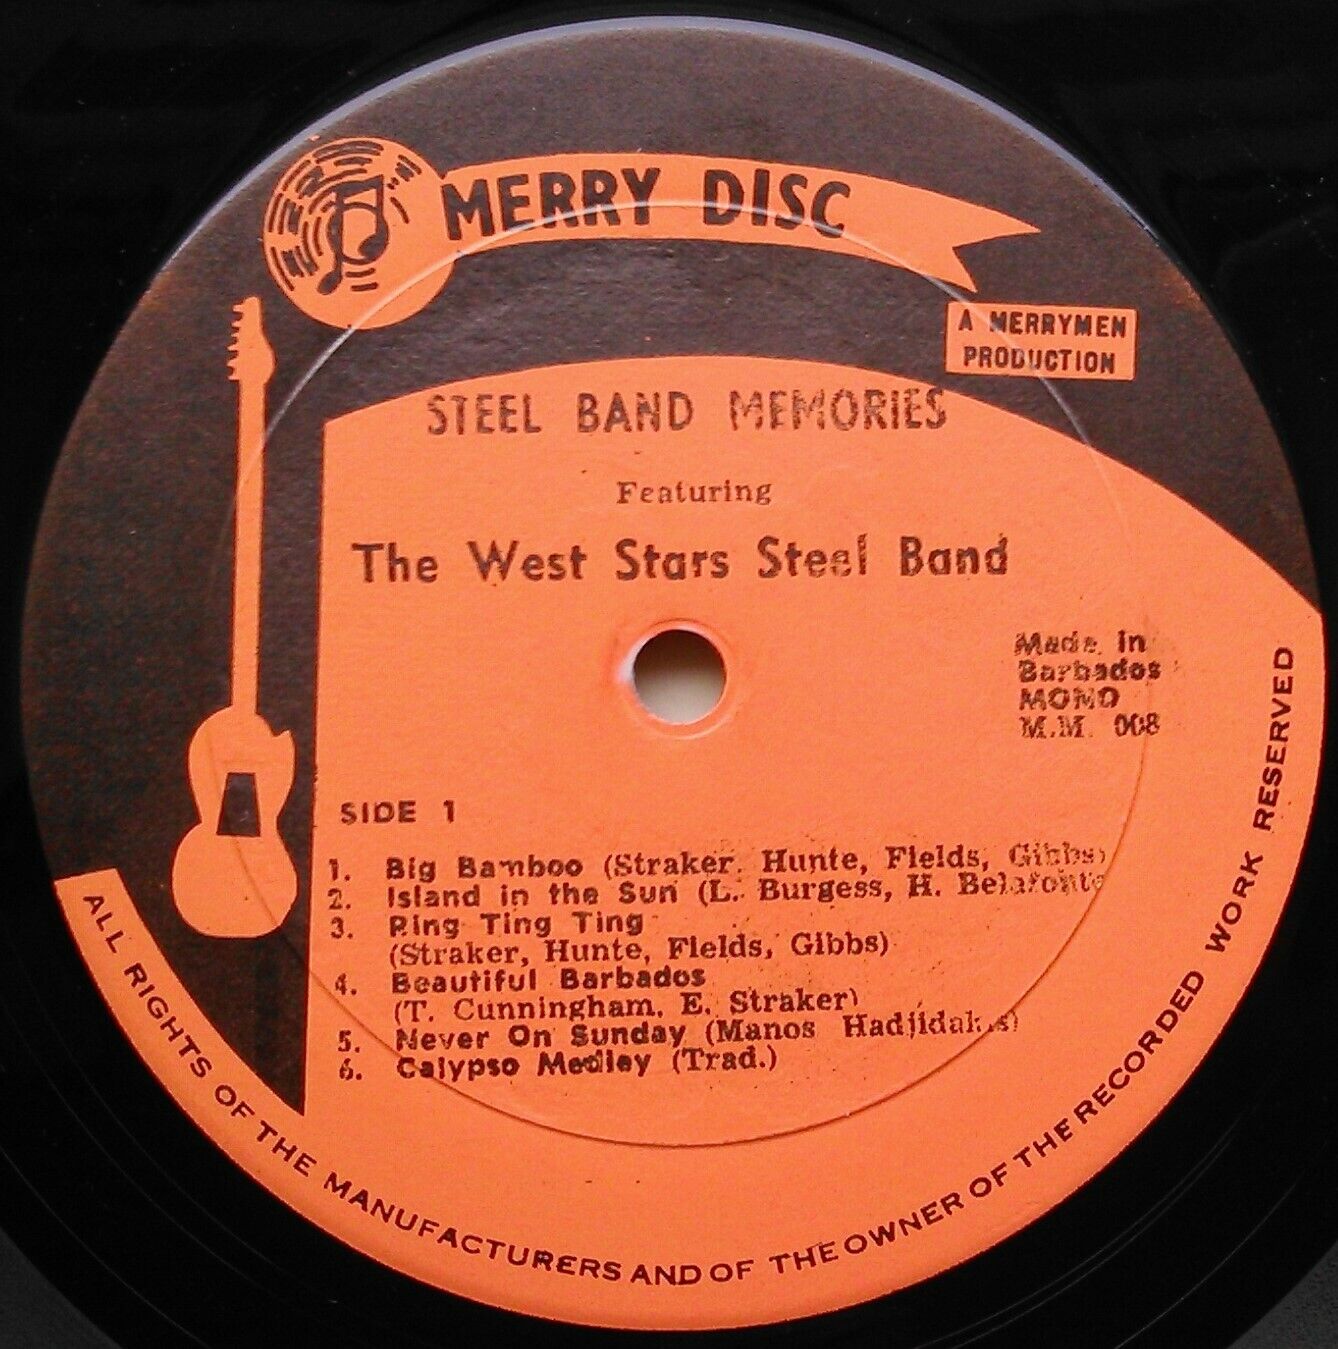 MERRY DISC
A MERRYMEN
PRODUCTION
STEEL BAND MEMORIES
Featuring
The West Stars Steel Band
Made In
Barbados
MONO
M.M. 008
SIDE 1
1. Big Bamboo (Straker, Hunte, Fields, Gibbs)
2. Island in the Sun (L. Burgess, H. Belafonte
3. Ring Ting Ting
(Straker, Hunte, Fields, Gibbs)
4. Beautiful Barbados
(T. Cunningham, E. Straker)
5. Never On Sunday (Manos Hadjidakis)
6. Calypso Medley (Trad.)
ALL RIGHTS OF THE MANUFACTURERS AND OF THE OWNER OF THE RECORDED WORK RESERVED